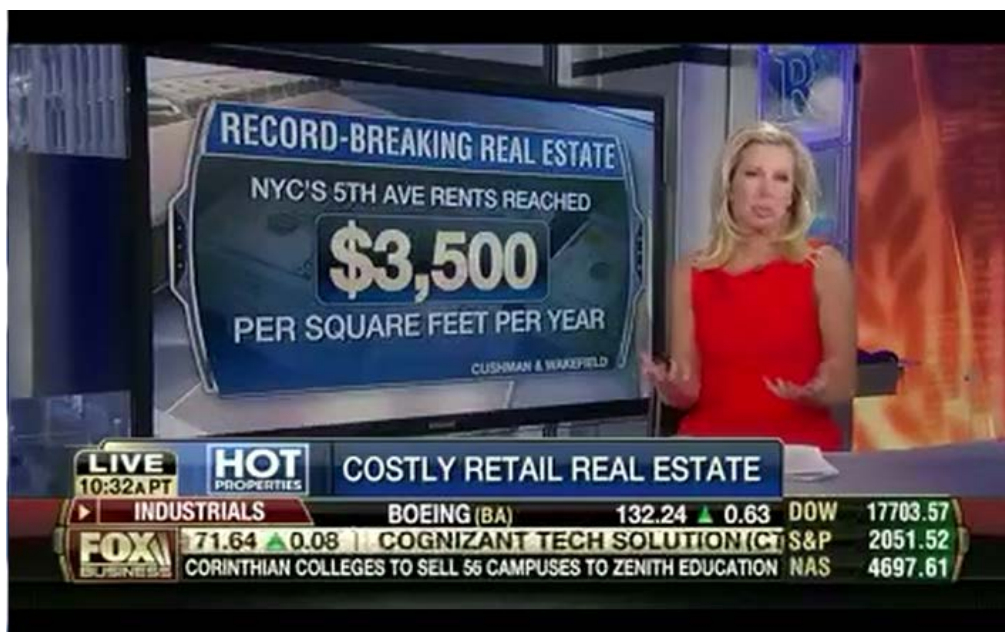 RECORD-BREAKING REAL ESTATE
NYC'S 5TH AVE RENTS REACHED
$3,500
PER SQUARE FEET PER YEAR
CUSHMAN & WAKEFIELD
LIVE
10:32A PT
HOT
PROPERTIES
COSTLY RETAIL REAL ESTATE
INDUSTRIALS
BOEING (BA) 132.24 ▲ 0.63
DOW 17703.57
FOX
BUSINESS
71.64 ▲ 0.08 COGNIZANT TECH SOLUTION (CT
S&P 2051.52
CORINTHIAN COLLEGES TO SELL 56 CAMPUSES TO ZENITH EDUCATION
NAS 4697.61